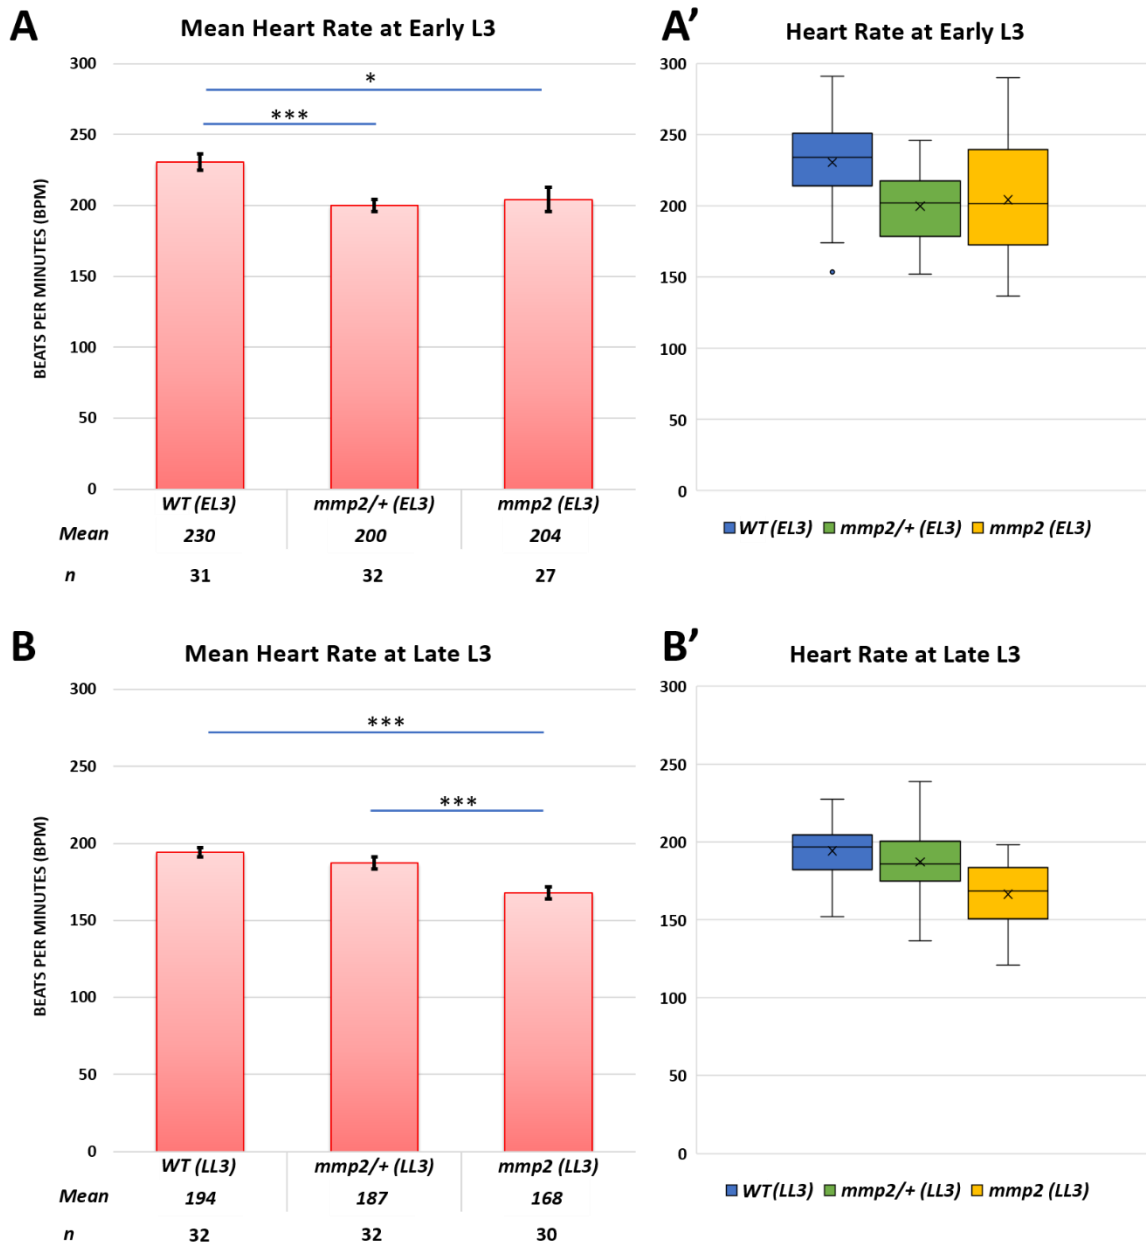 A
Mean Heart Rate at Early L3
300
250
200
150
100
50
0
BEATS PER MINUTES (BPM)
*
***
WT (EL3) mmp2/+ (EL3) mmp2 (EL3)
Mean 230 200 204
n 31 32 27
A'
Heart Rate at Early L3
300
250
200
150
100
50
0
WT (EL3) mmp2/+ (EL3) mmp2 (EL3)
B
Mean Heart Rate at Late L3
300
250
200
150
100
50
0
BEATS PER MINUTES (BPM)
***
***
WT (LL3) mmp2/+ (LL3) mmp2 (LL3)
Mean 194 187 168
n 32 32 30
B'
Heart Rate at Late L3
300
250
200
150
100
50
0
WT(LL3) mmp2/+ (LL3) mmp2 (LL3)